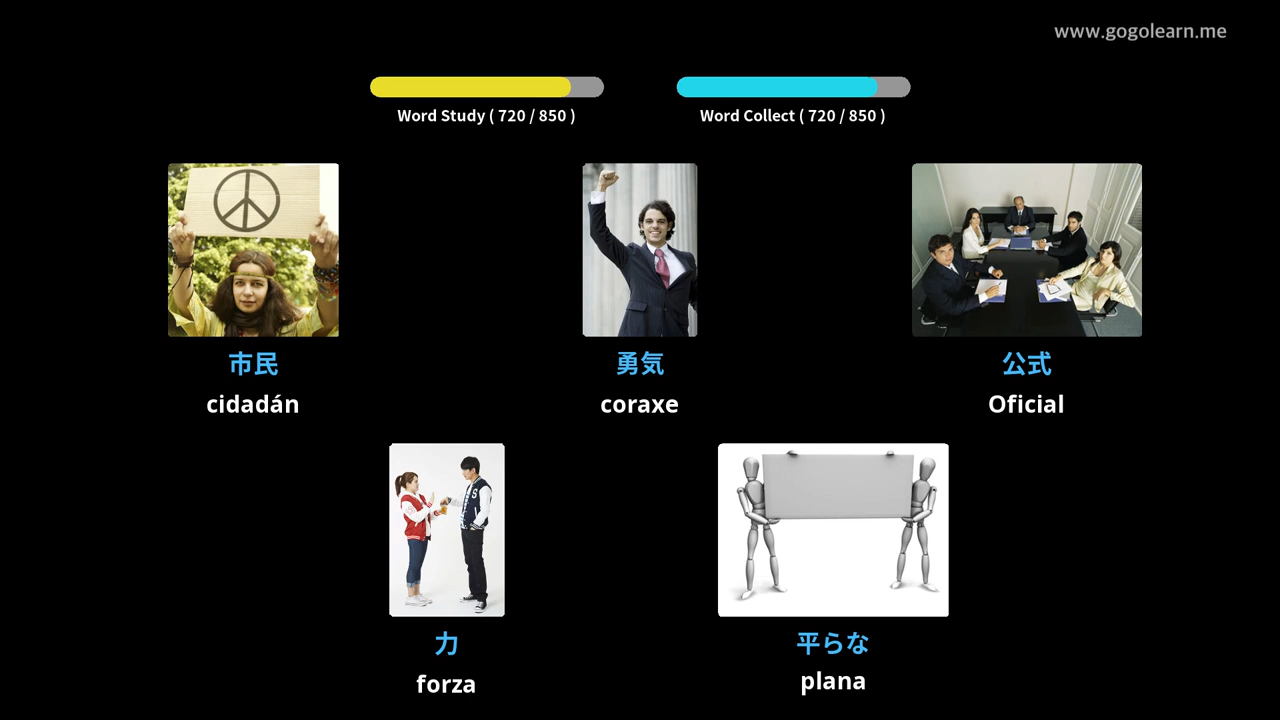 www.gogolearn.me
Word Study ( 720 / 850 )
Word Collect ( 720 / 850 )
市民
cidadán
勇気
coraxe
公式
Oficial
力
forza
平らな
plana